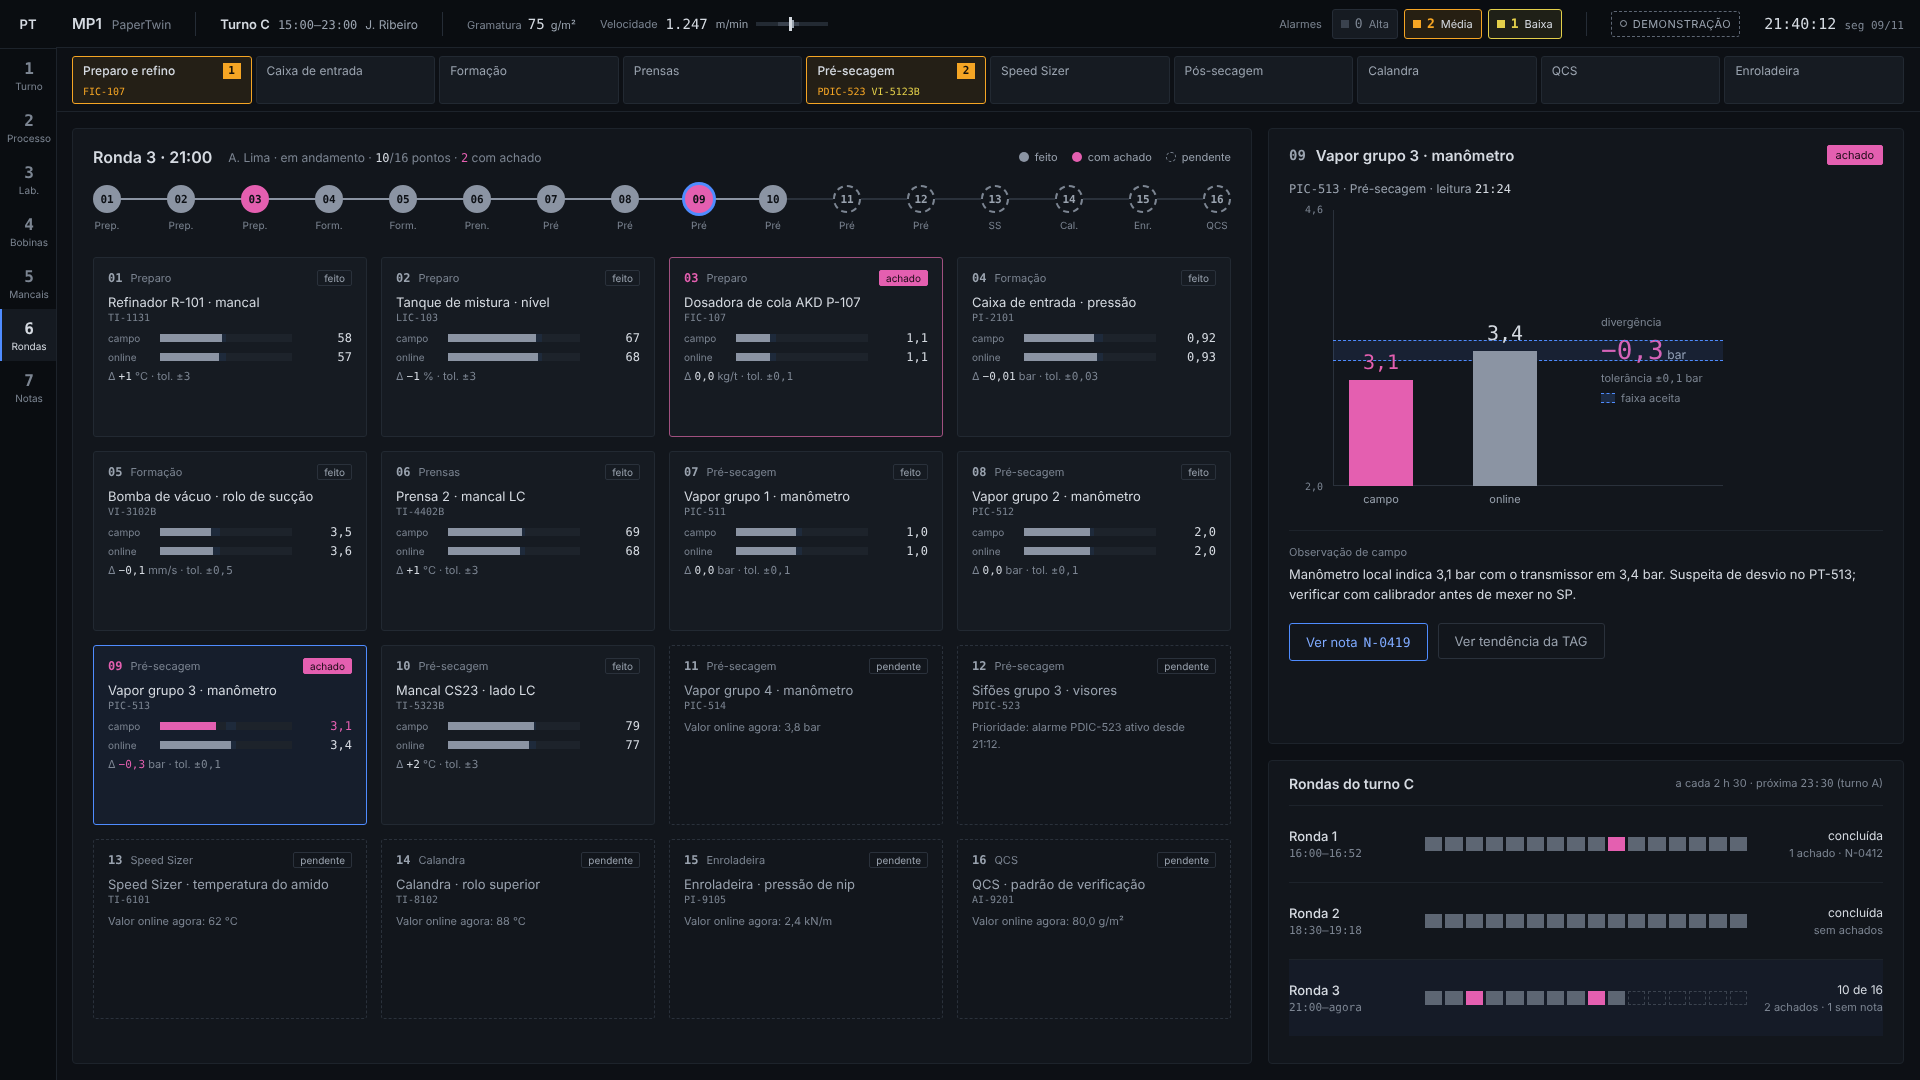 PT
MP1 PaperTwin
Turno C 15:00–23:00 J. Ribeiro
Gramatura 75 g/m²
Velocidade 1.247 m/min
Alarmes 0 Alta 2 Média 1 Baixa
DEMONSTRAÇÃO
21:40:12 seg 09/11
1 Turno
2 Processo
3 Lab.
4 Bobinas
5 Mancais
6 Rondas
7 Notas
Preparo e refino 1
FIC-107
Caixa de entrada
Formação
Prensas
Pré-secagem 2
PDIC-523 VI-5123B
Speed Sizer
Pós-secagem
Calandra
QCS
Enroladeira
Ronda 3 · 21:00 A. Lima · em andamento · 10/16 pontos · 2 com achado
feito com achado pendente
01 02 03 04 05 06 07 08 09 10 11 12 13 14 15 16
Prep. Prep. Prep. Form. Form. Pren. Pré Pré Pré Pré Pré Pré SS Cal. Enr. QCS
01 Preparo feito
Refinador R-101 · mancal
TI-1131
campo 58
online 57
Δ +1 °C · tol. ±3
02 Preparo feito
Tanque de mistura · nível
LIC-103
campo 67
online 68
Δ −1 % · tol. ±3
03 Preparo achado
Dosadora de cola AKD P-107
FIC-107
campo 1,1
online 1,1
Δ 0,0 kg/t · tol. ±0,1
04 Formação feito
Caixa de entrada · pressão
PI-2101
campo 0,92
online 0,93
Δ −0,01 bar · tol. ±0,03
05 Formação feito
Bomba de vácuo · rolo de sucção
VI-3102B
campo 3,5
online 3,6
Δ −0,1 mm/s · tol. ±0,5
06 Prensas feito
Prensa 2 · mancal LC
TI-4402B
campo 69
online 68
Δ +1 °C · tol. ±3
07 Pré-secagem feito
Vapor grupo 1 · manômetro
PIC-511
campo 1,0
online 1,0
Δ 0,0 bar · tol. ±0,1
08 Pré-secagem feito
Vapor grupo 2 · manômetro
PIC-512
campo 2,0
online 2,0
Δ 0,0 bar · tol. ±0,1
09 Pré-secagem achado
Vapor grupo 3 · manômetro
PIC-513
campo 3,1
online 3,4
Δ −0,3 bar · tol. ±0,1
10 Pré-secagem feito
Mancal CS23 · lado LC
TI-5323B
campo 79
online 77
Δ +2 °C · tol. ±3
11 Pré-secagem pendente
Vapor grupo 4 · manômetro
PIC-514
Valor online agora: 3,8 bar
12 Pré-secagem pendente
Sifões grupo 3 · visores
PDIC-523
Prioridade: alarme PDIC-523 ativo desde
21:12.
13 Speed Sizer pendente
Speed Sizer · temperatura do amido
TI-6101
Valor online agora: 62 °C
14 Calandra pendente
Calandra · rolo superior
TI-8102
Valor online agora: 88 °C
15 Enroladeira pendente
Enroladeira · pressão de nip
PI-9105
Valor online agora: 2,4 kN/m
16 QCS pendente
QCS · padrão de verificação
AI-9201
Valor online agora: 80,0 g/m²
09 Vapor grupo 3 · manômetro achado
PIC-513 · Pré-secagem · leitura 21:24
4,6
3,1
3,4
divergência
−0,3 bar
tolerância ±0,1 bar
faixa aceita
2,0
campo online
Observação de campo
Manômetro local indica 3,1 bar com o transmissor em 3,4 bar. Suspeita de desvio no PT-513;
verificar com calibrador antes de mexer no SP.
Ver nota N-0419
Ver tendência da TAG
Rondas do turno C a cada 2 h 30 · próxima 23:30 (turno A)
Ronda 1 concluída
16:00–16:52 1 achado · N-0412
Ronda 2 concluída
18:30–19:18 sem achados
Ronda 3 10 de 16
21:00–agora 2 achados · 1 sem nota